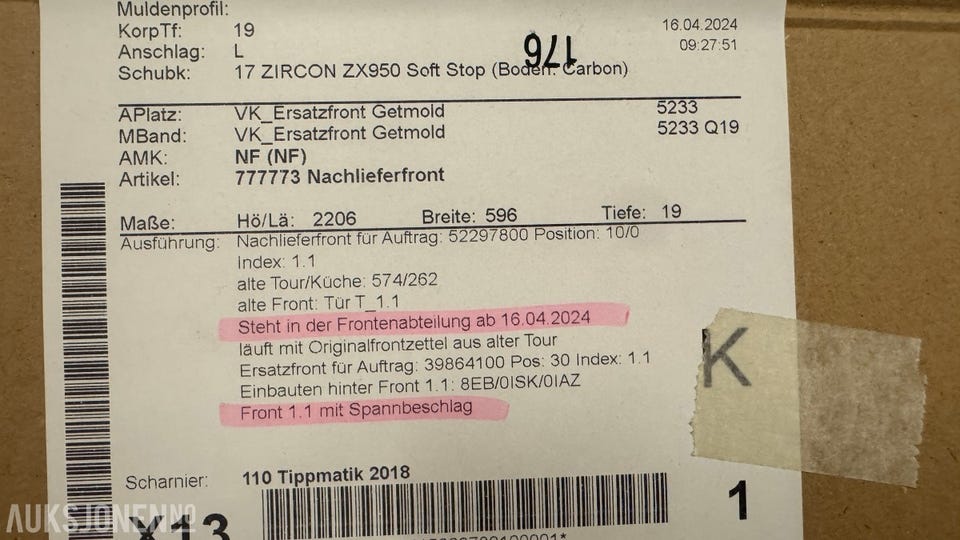 Muldenprofil:
KorpTf: 19 16.04.2024
Anschlag: L 09:27:51
176
Schubk: 17 ZIRCON ZX950 Soft Stop (Boden: Carbon)
APlatz: VK_Ersatzfront Getmold 5233
MBand: VK_Ersatzfront Getmold 5233 Q19
AMK: NF (NF)
Artikel: 777773 Nachlieferfront
Maße: Hö/Lä: 2206 Breite: 596 Tiefe: 19
Ausführung: Nachlieferfront für Auftrag: 52297800 Position: 10/0
Index: 1.1
alte Tour/Küche: 574/262
alte Front: Tür T_1.1
Steht in der Frontenabteilung ab 16.04.2024
läuft mit Originalfrontzettel aus alter Tour
Ersatzfront für Auftrag: 39864100 Pos: 30 Index: 1.1
Einbauten hinter Front 1.1: 8EB/0ISK/0IAZ
Front 1.1 mit Spannbeschlag
K
Scharnier: 110 Tippmatik 2018
X13 1
AUKSJONEN.NO